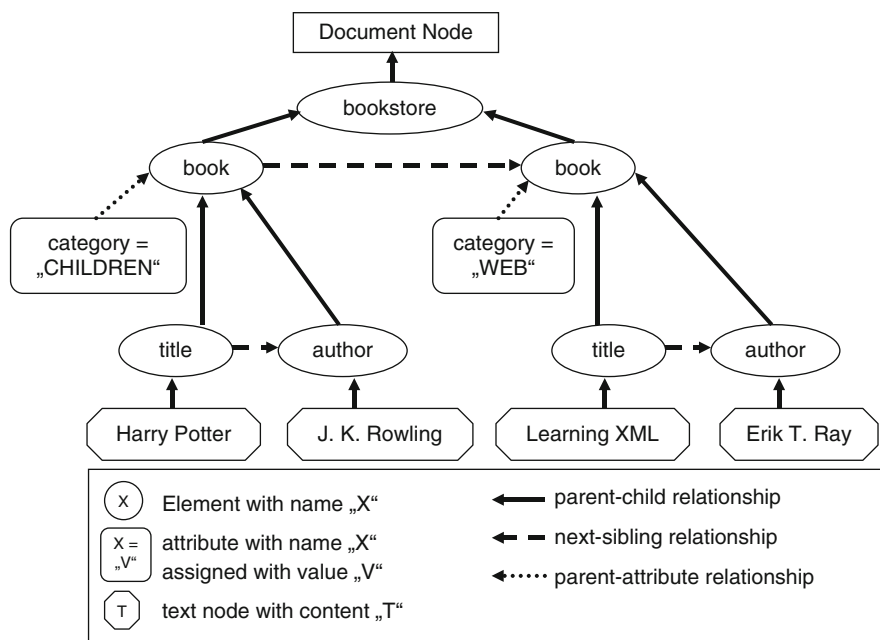 Document Node
bookstore
book
book
category =
„CHILDREN“
category =
„WEB“
title
author
title
author
Harry Potter
J. K. Rowling
Learning XML
Erik T. Ray
X
Element with name „X“
X =
„V“
attribute with name „X“
assigned with value „V“
T
text node with content „T“
parent-child relationship
next-sibling relationship
parent-attribute relationship